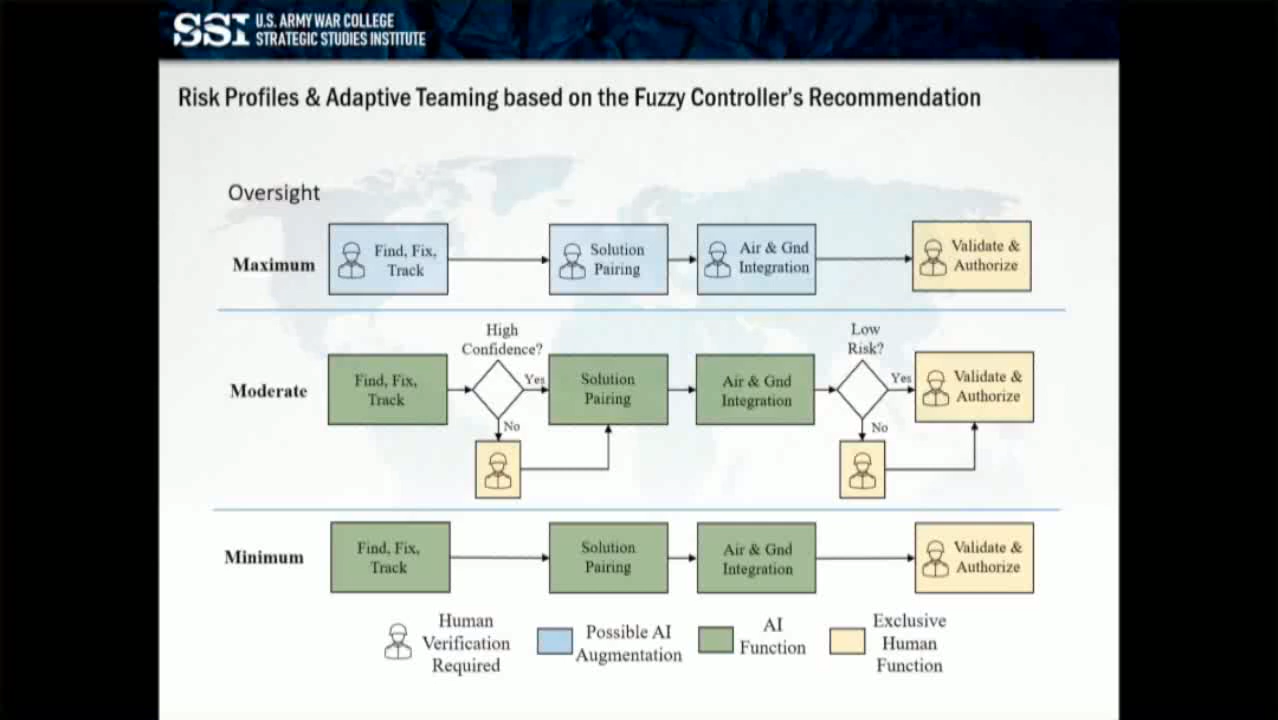 SSI
U.S. ARMY WAR COLLEGE
STRATEGIC STUDIES INSTITUTE
Risk Profiles & Adaptive Teaming based on the Fuzzy Controller's Recommendation
Oversight
Maximum
Find, Fix,
Track
Solution
Pairing
Air & Gnd
Integration
Validate &
Authorize
Moderate
Find, Fix,
Track
High
Confidence?
Yes
No
Solution
Pairing
Air & Gnd
Integration
Low
Risk?
Yes
No
Validate &
Authorize
Minimum
Find, Fix,
Track
Solution
Pairing
Air & Gnd
Integration
Validate &
Authorize
Human
Verification
Required
Possible AI
Augmentation
AI
Function
Exclusive
Human
Function